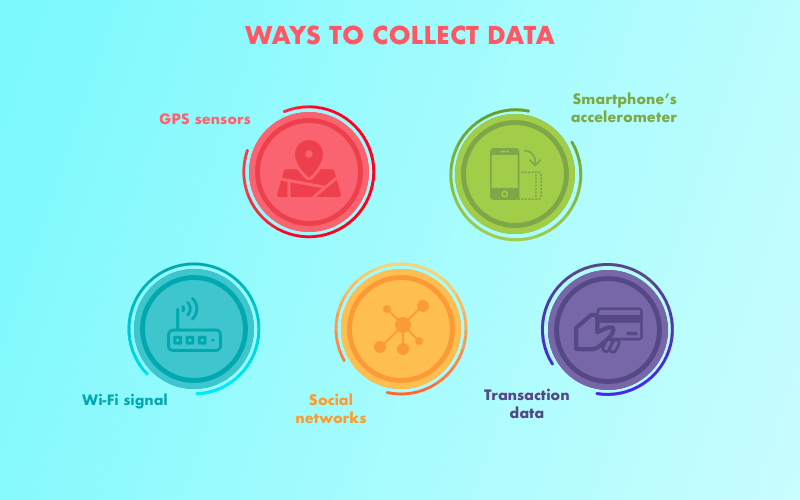 WAYS TO COLLECT DATA
GPS sensors
Smartphone's
accelerometer
Wi-Fi signal
Social
networks
Transaction
data